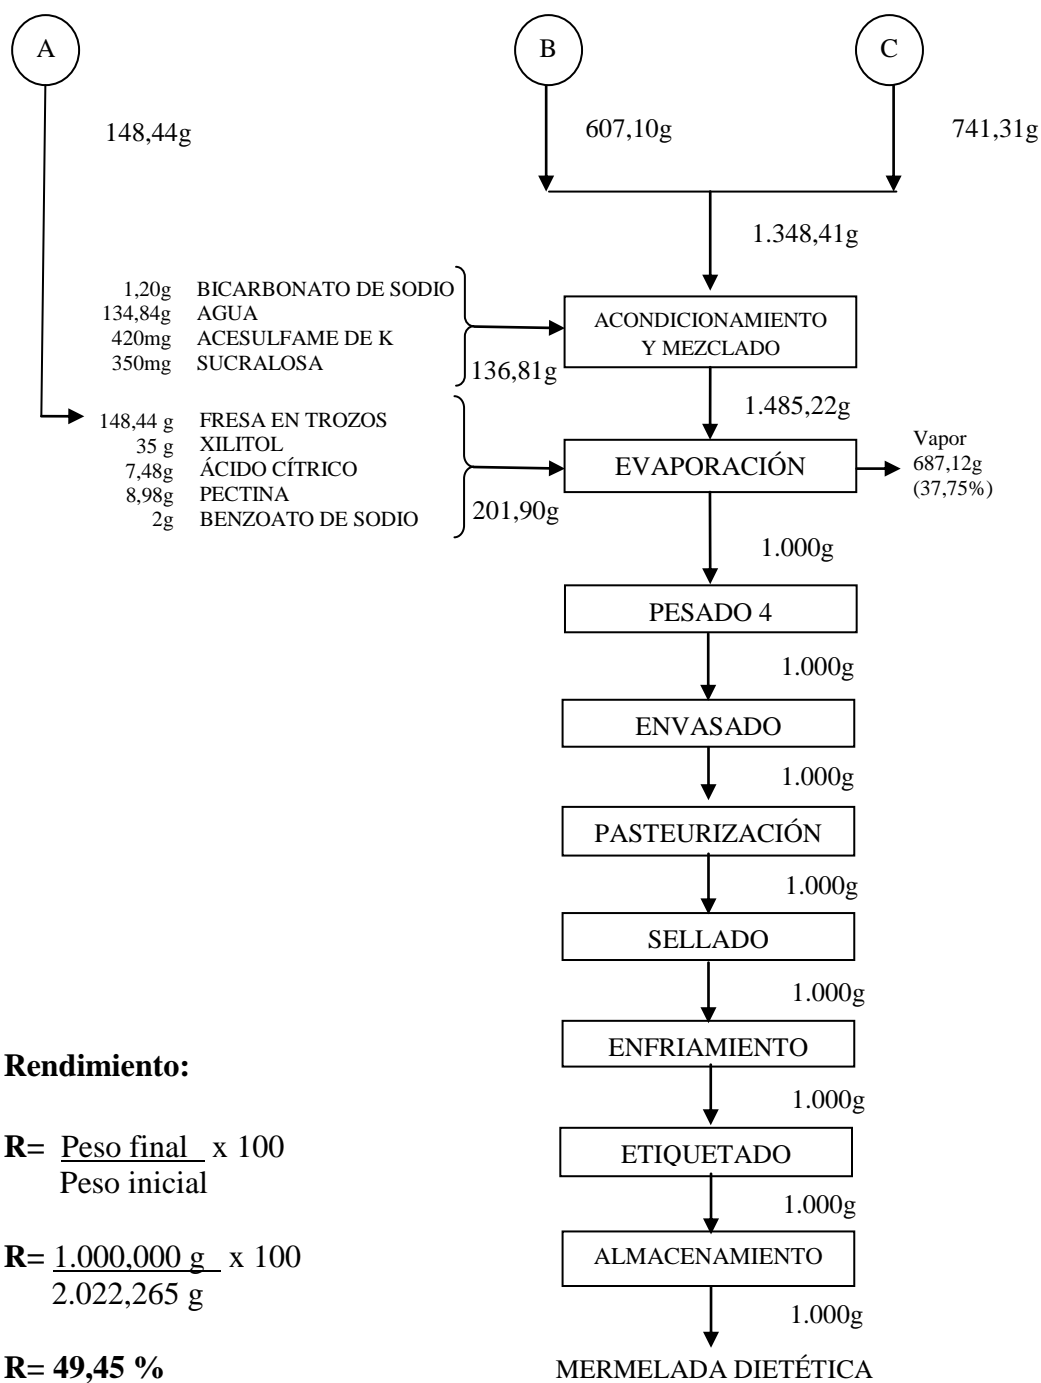 A
B
C
148,44g
607,10g
741,31g
1.348,41g
1,20g BICARBONATO DE SODIO
134,84g AGUA
420mg ACESULFAME DE K
350mg SUCRALOSA
136,81g
ACONDICIONAMIENTO
Y MEZCLADO
1.485,22g
148,44 g FRESA EN TROZOS
35 g XILITOL
7,48g ÁCIDO CÍTRICO
8,98g PECTINA
2g BENZOATO DE SODIO
201,90g
EVAPORACIÓN
Vapor
687,12g
(37,75%)
1.000g
PESADO 4
1.000g
ENVASADO
1.000g
PASTEURIZACIÓN
1.000g
SELLADO
1.000g
ENFRIAMIENTO
1.000g
ETIQUETADO
1.000g
ALMACENAMIENTO
1.000g
MERMELADA DIETÉTICA
Rendimiento:
R= Peso final x 100
Peso inicial
R= 1.000,000 g x 100
2.022,265 g
R= 49,45 %